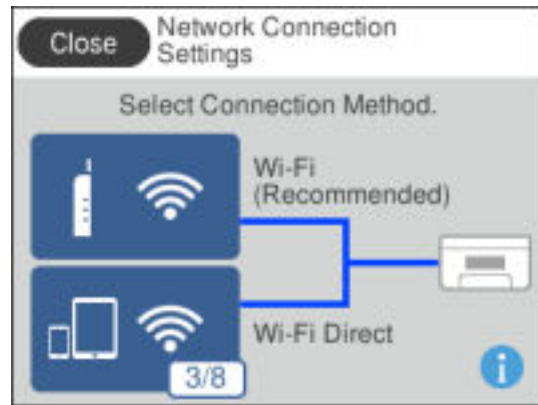 Close
Network Connection
Settings
Select Connection Method.
Wi-Fi
(Recommended)
Wi-Fi Direct
3/8
i